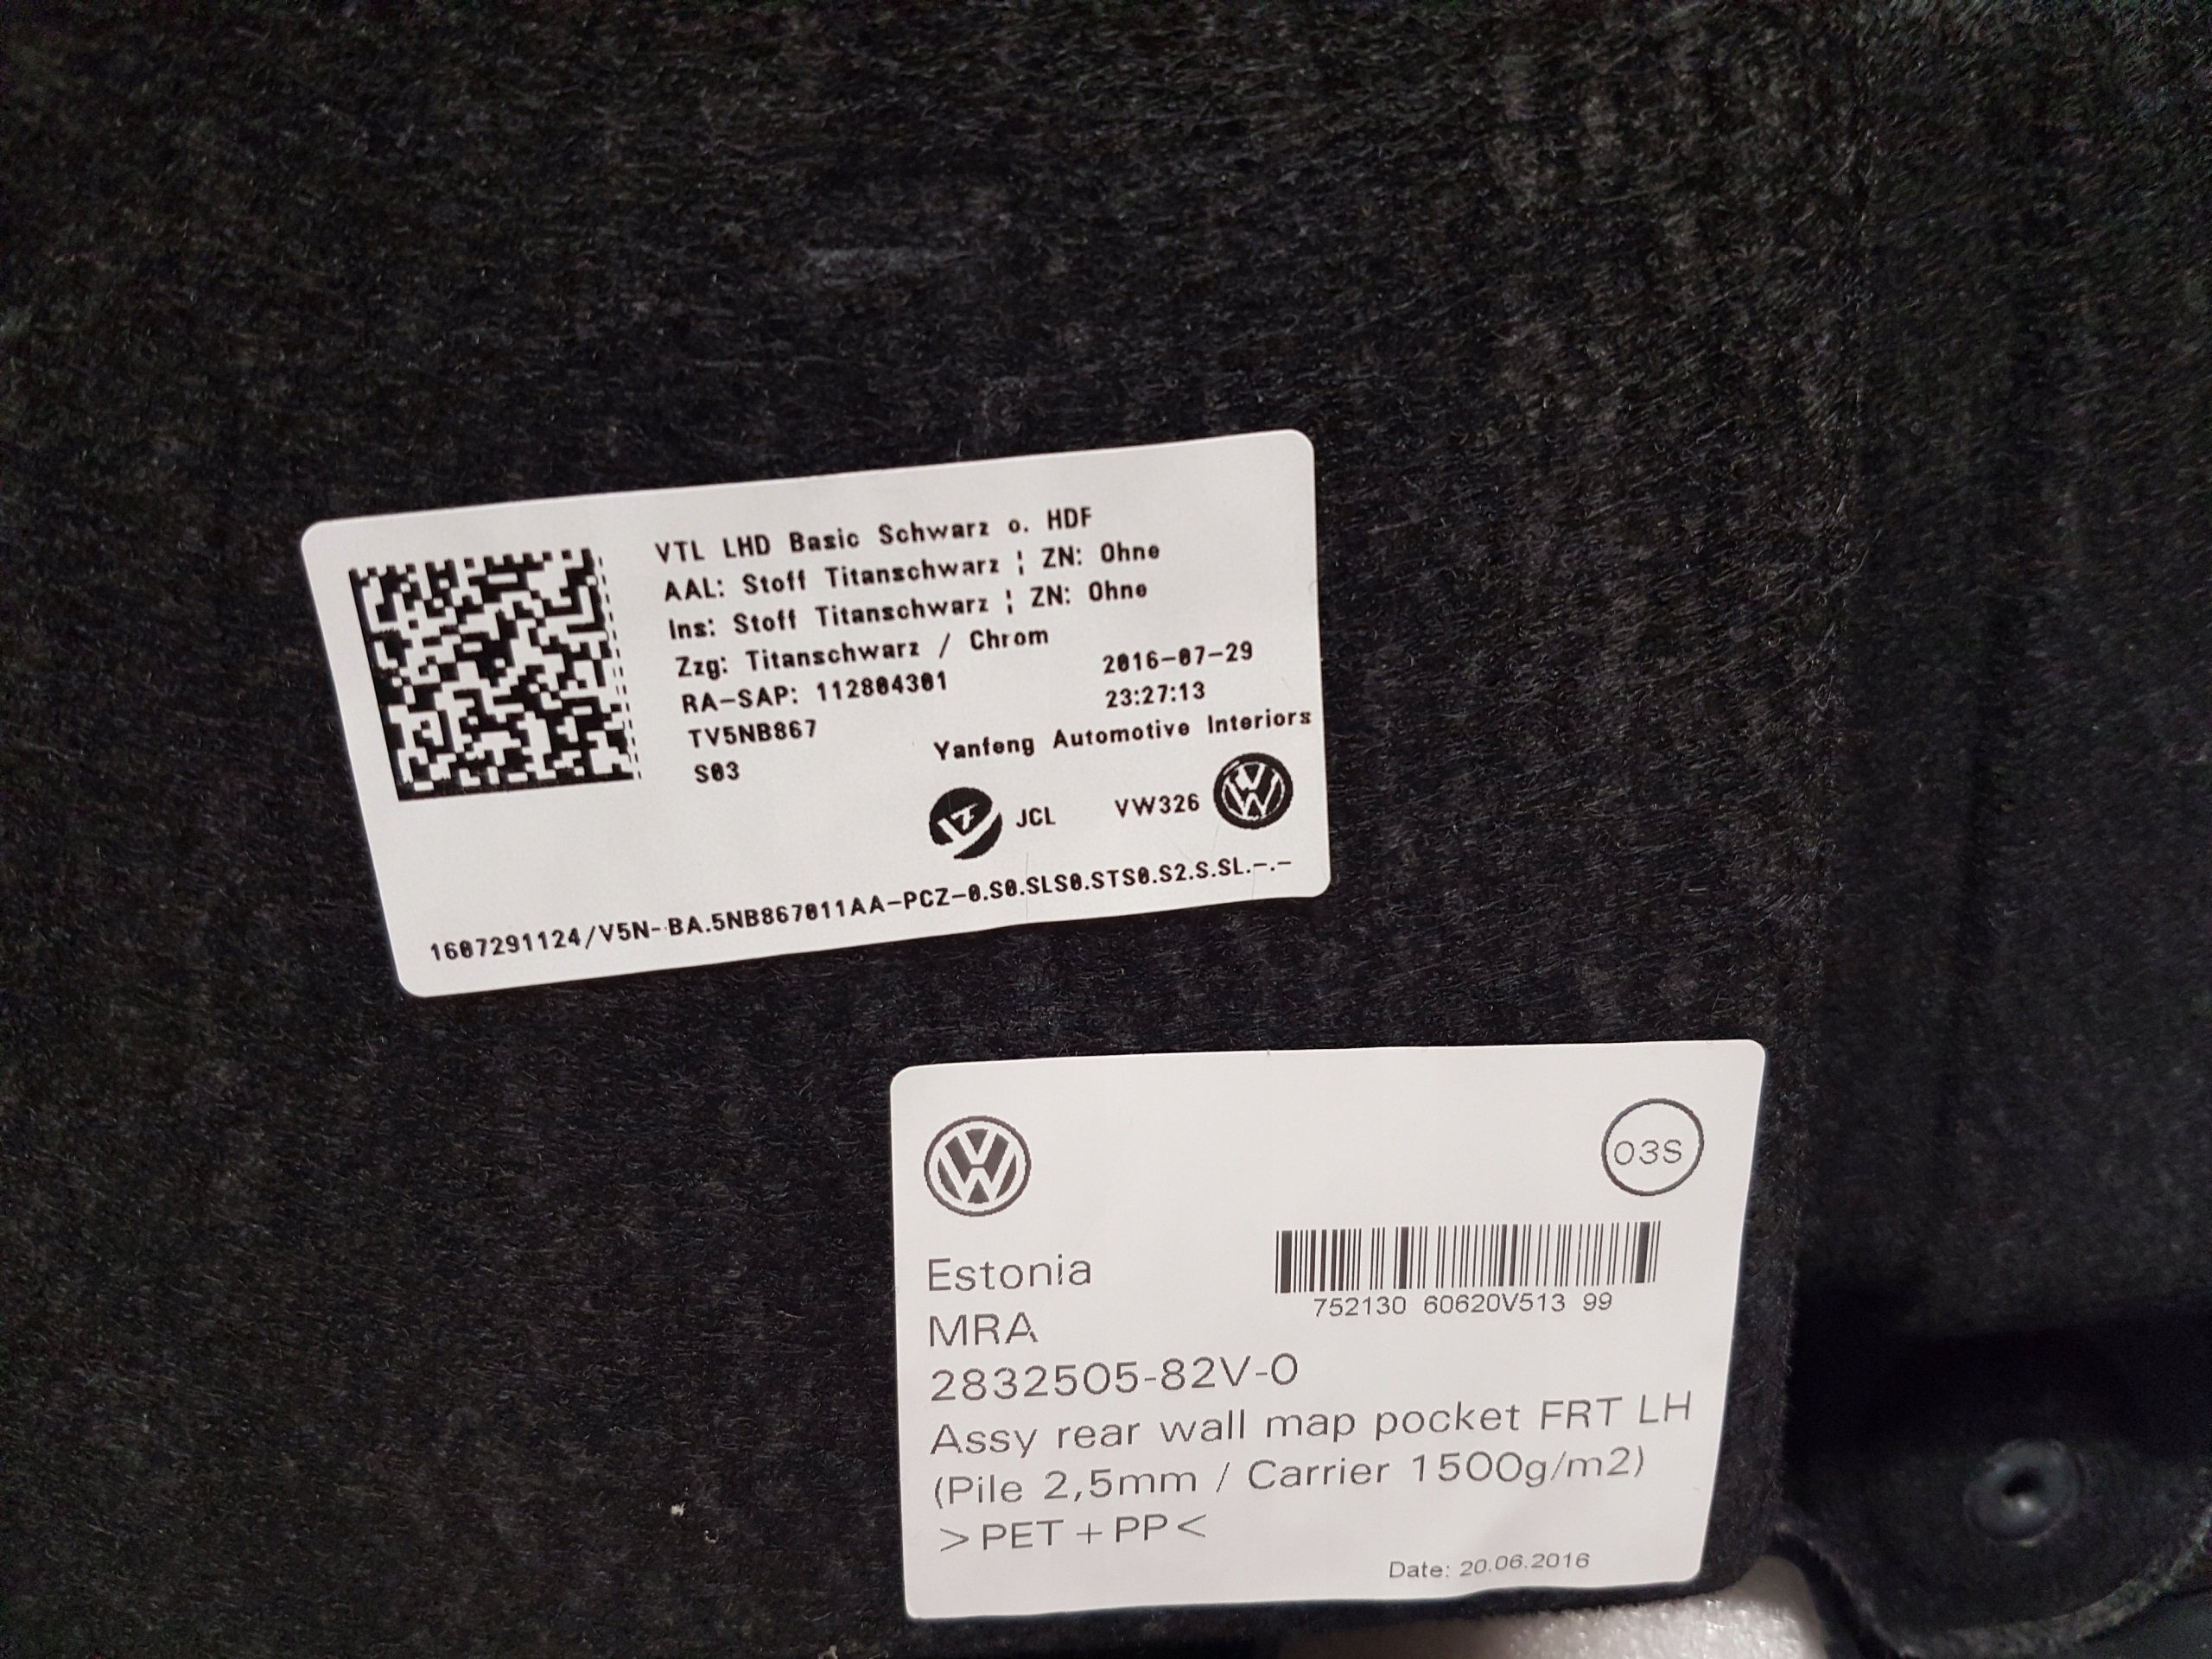 VTL LHD Basic Schwarz o. HDF
AAL: Stoff Titanschwarz ¦ ZN: Ohne
Ins: Stoff Titanschwarz ¦ ZN: Ohne
Zzg: Titanschwarz / Chrom
RA-SAP: 112804301
2016-07-29
TV5NB867
23:27:13
S03
Yanfeng Automotive Interiors
JCL
VW326
1607291124/V5N-BA.5NB867011AA-PCZ-0.S0.SLS0.STS0.S2.S.SL.-.-
03S
Estonia
752130 60620V513 99
MRA
2832505-82V-0
Assy rear wall map pocket FRT LH
(Pile 2,5mm / Carrier 1500g/m2)
>PET+PP<
Date: 20.06.2016